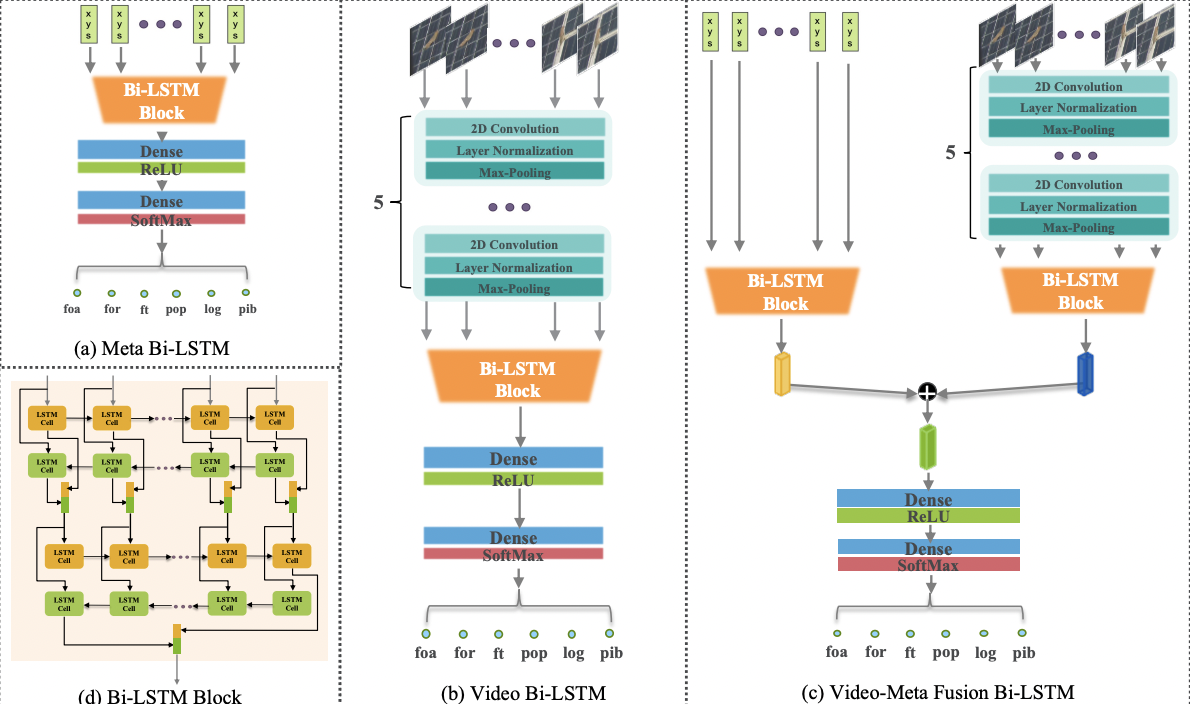 x
y
s
x
y
s
x
y
s
x
y
s
Bi-LSTM
Block
Dense
ReLU
Dense
SoftMax
foa for ft pop log pib
(a) Meta Bi-LSTM
LSTM Cell LSTM Cell LSTM Cell LSTM Cell
LSTM Cell LSTM Cell LSTM Cell LSTM Cell
LSTM Cell LSTM Cell LSTM Cell LSTM Cell
LSTM Cell LSTM Cell LSTM Cell LSTM Cell
(d) Bi-LSTM Block
2D Convolution
Layer Normalization
Max-Pooling
5
2D Convolution
Layer Normalization
Max-Pooling
Bi-LSTM
Block
Dense
ReLU
Dense
SoftMax
foa for ft pop log pib
(b) Video Bi-LSTM
x
y
s
x
y
s
x
y
s
x
y
s
2D Convolution
Layer Normalization
Max-Pooling
5
2D Convolution
Layer Normalization
Max-Pooling
Bi-LSTM
Block
Bi-LSTM
Block
Dense
ReLU
Dense
SoftMax
foa for ft pop log pib
(c) Video-Meta Fusion Bi-LSTM